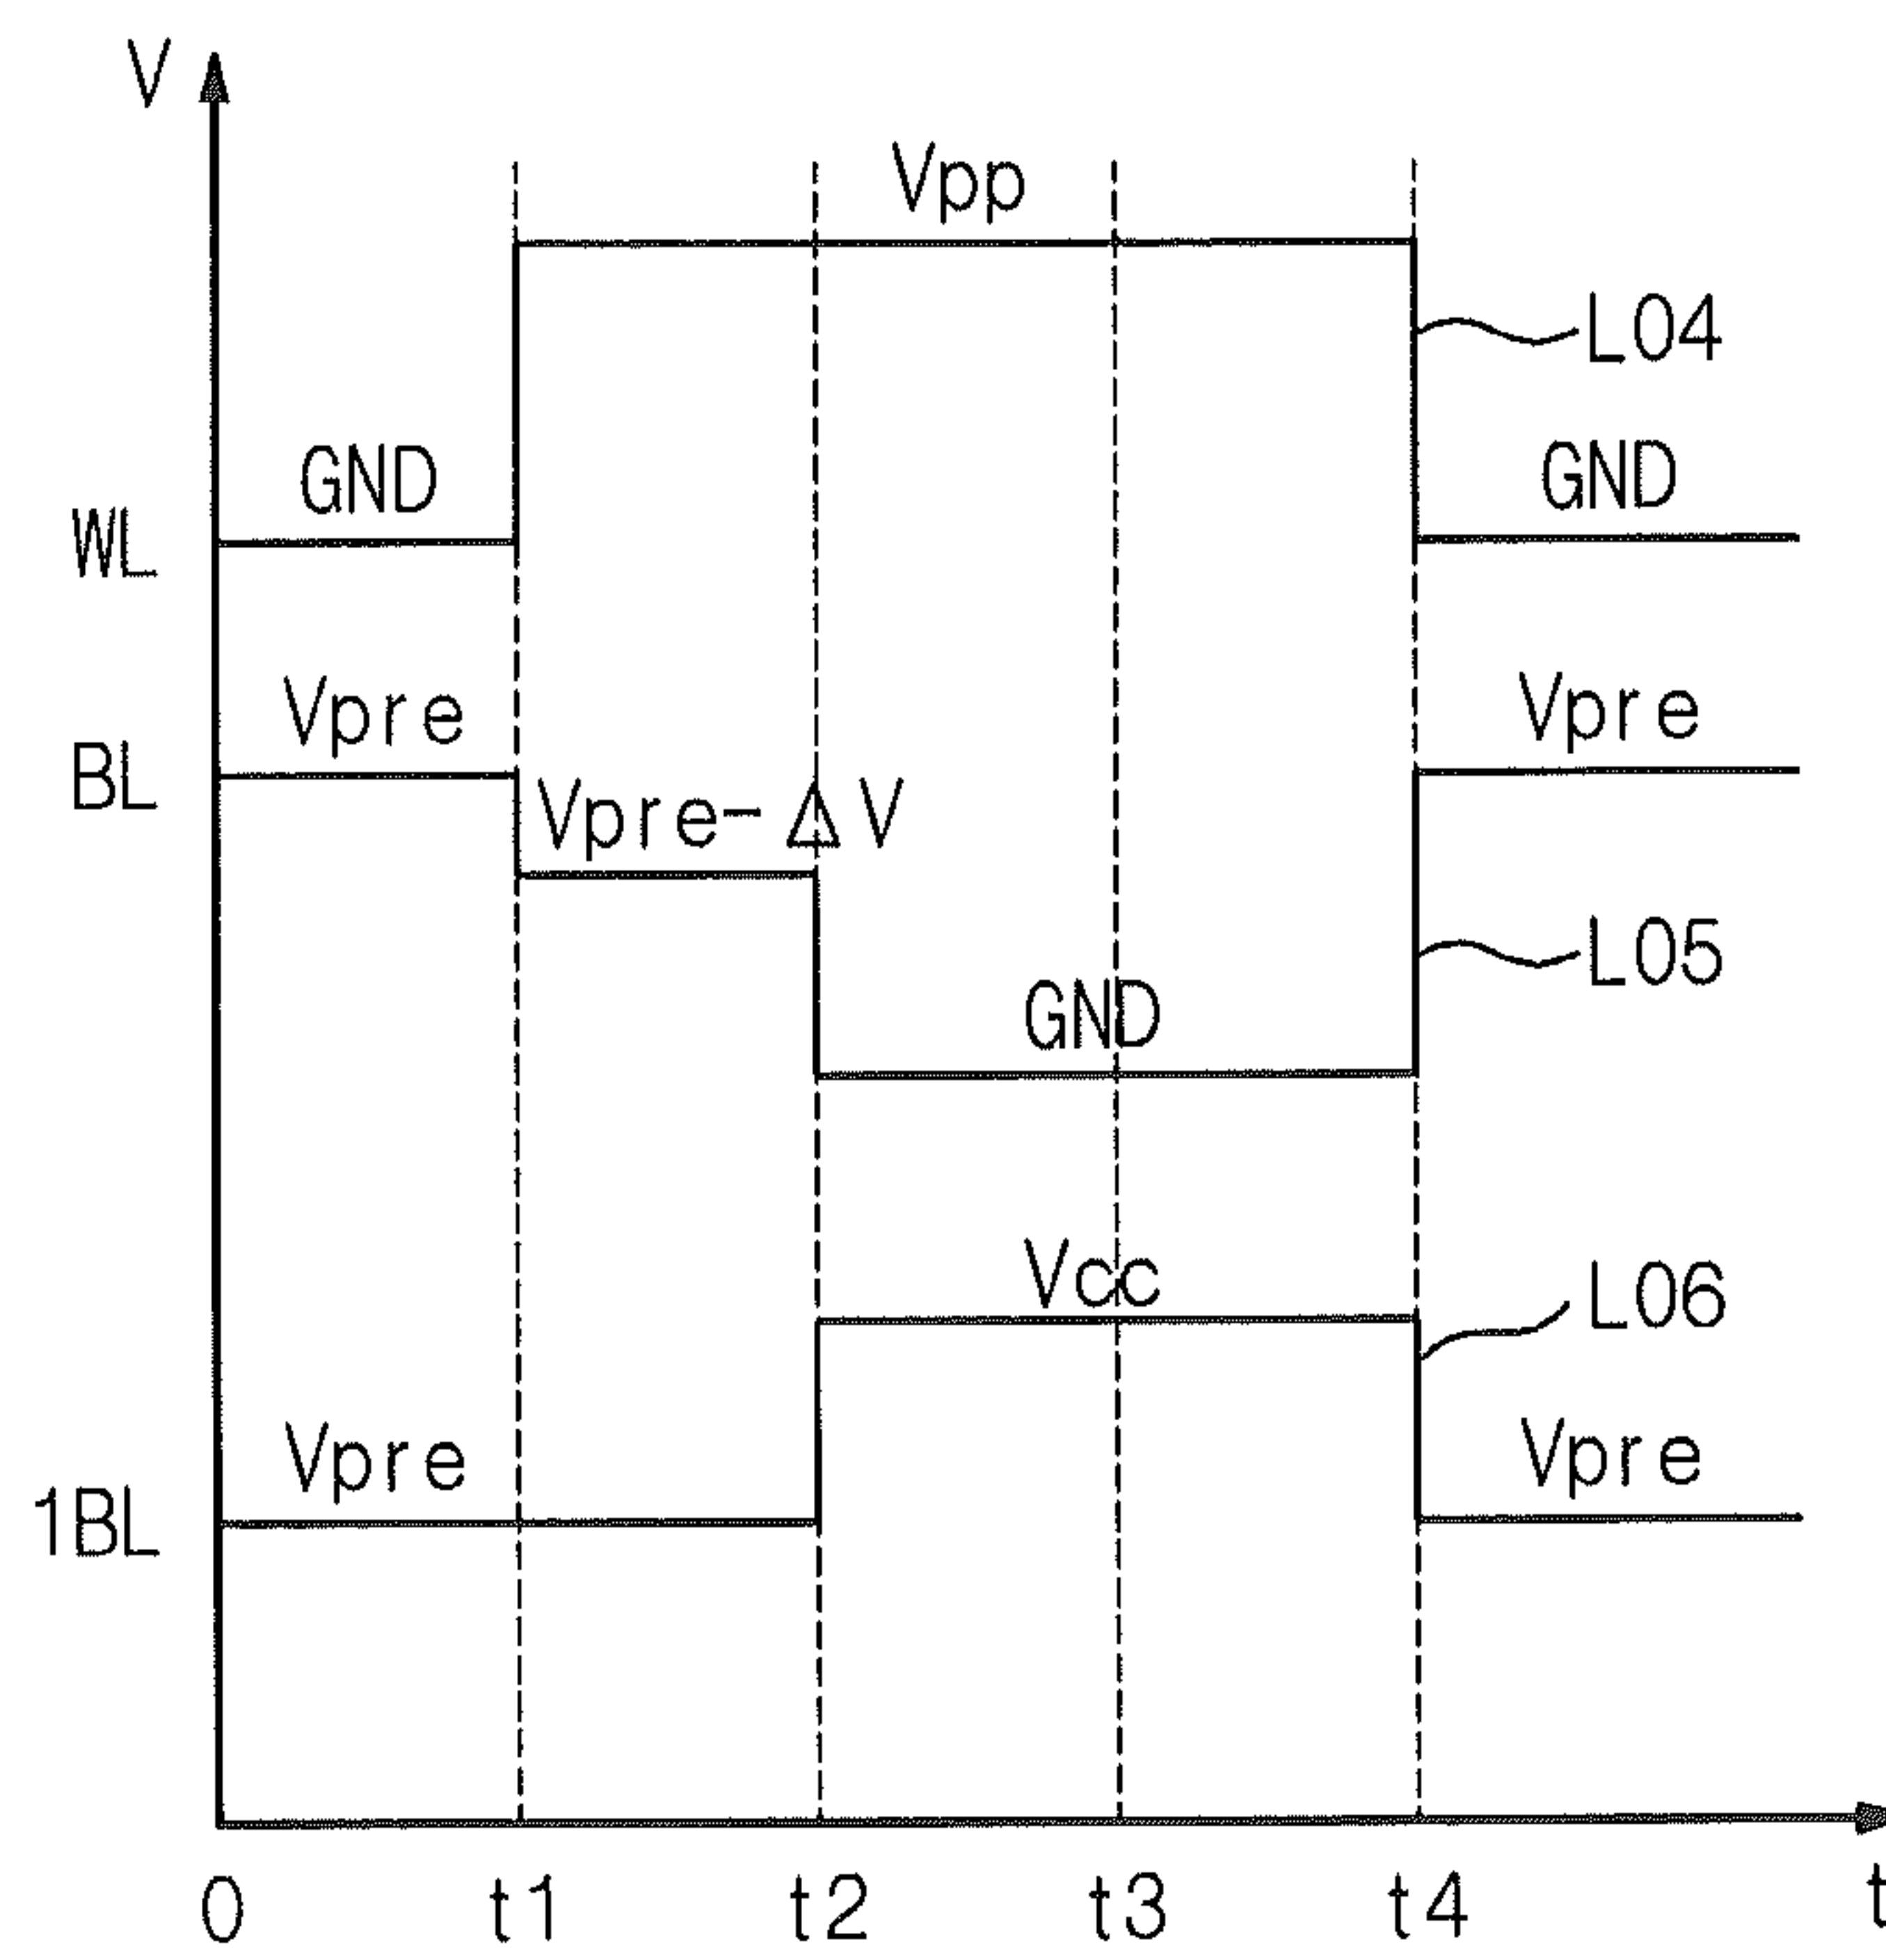 V
Vpp
L04
GND
GND
WL
Vpre
Vpre
BL
Vpre-ΔV
L05
GND
Vcc
L06
Vpre
Vpre
1BL
0 t1 t2 t3 t4 t